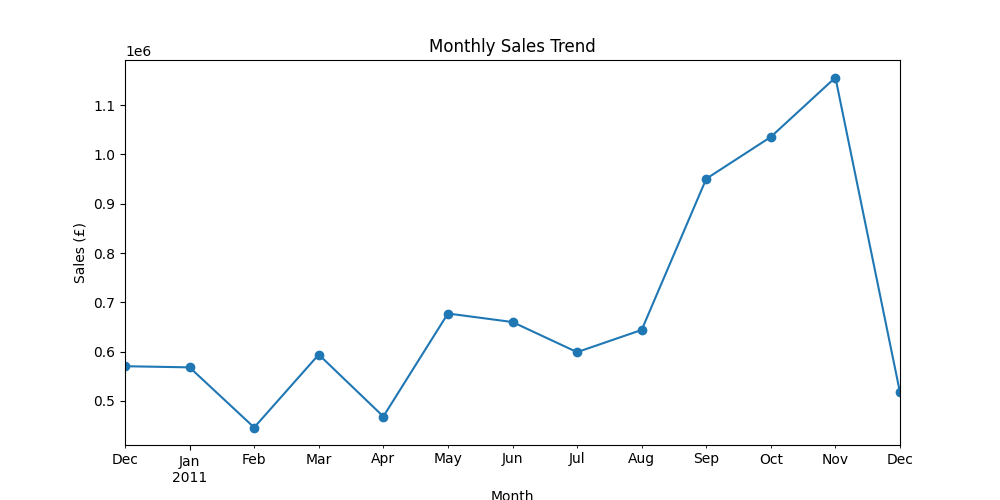 Monthly Sales Trend
1e6
1.1
1.0
0.9
0.8
0.7
0.6
0.5
Sales (£)
Dec Jan Feb Mar Apr May Jun Jul Aug Sep Oct Nov Dec
2011
Month